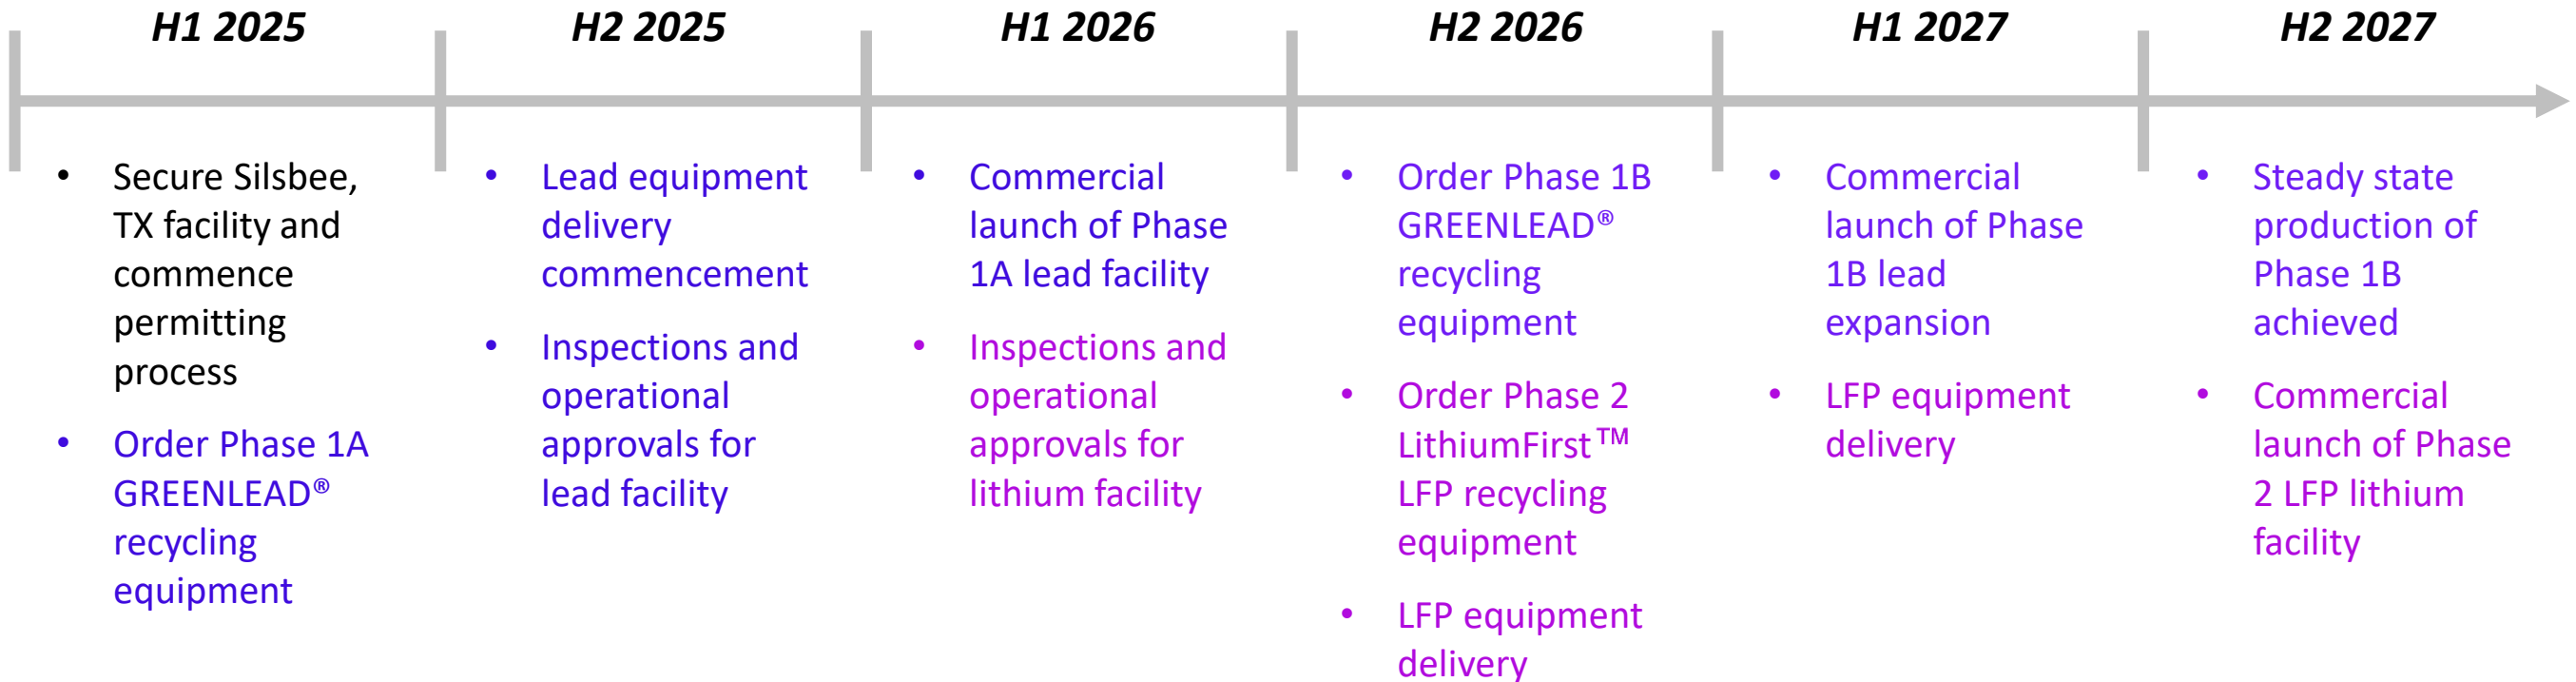 H1 2025
H2 2025
H1 2026
H2 2026
H1 2027
H2 2027
• Secure Silsbee,
TX facility and
commence
permitting
process
• Order Phase 1A
GREENLEAD®
recycling
equipment
• Lead equipment
delivery
commencement
• Inspections and
operational
approvals for
lead facility
• Commercial
launch of Phase
1A lead facility
• Inspections and
operational
approvals for
lithium facility
• Order Phase 1B
GREENLEAD®
recycling
equipment
• Order Phase 2
LithiumFirst™
LFP recycling
equipment
• LFP equipment
delivery
• Commercial
launch of Phase
1B lead
expansion
• LFP equipment
delivery
• Steady state
production of
Phase 1B
achieved
• Commercial
launch of Phase
2 LFP lithium
facility